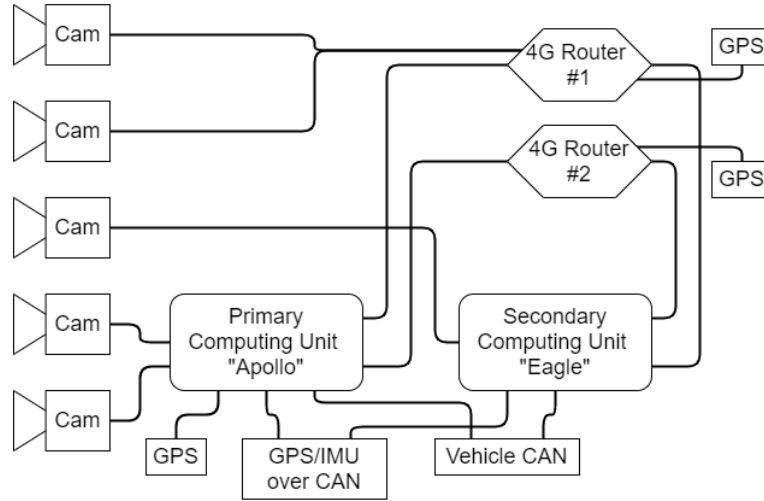 Cam
4G Router
#1
GPS
Cam
4G Router
#2
GPS
Cam
Cam
Primary
Computing Unit
"Apollo"
Secondary
Computing Unit
"Eagle"
Cam
GPS
GPS/IMU
over CAN
Vehicle CAN